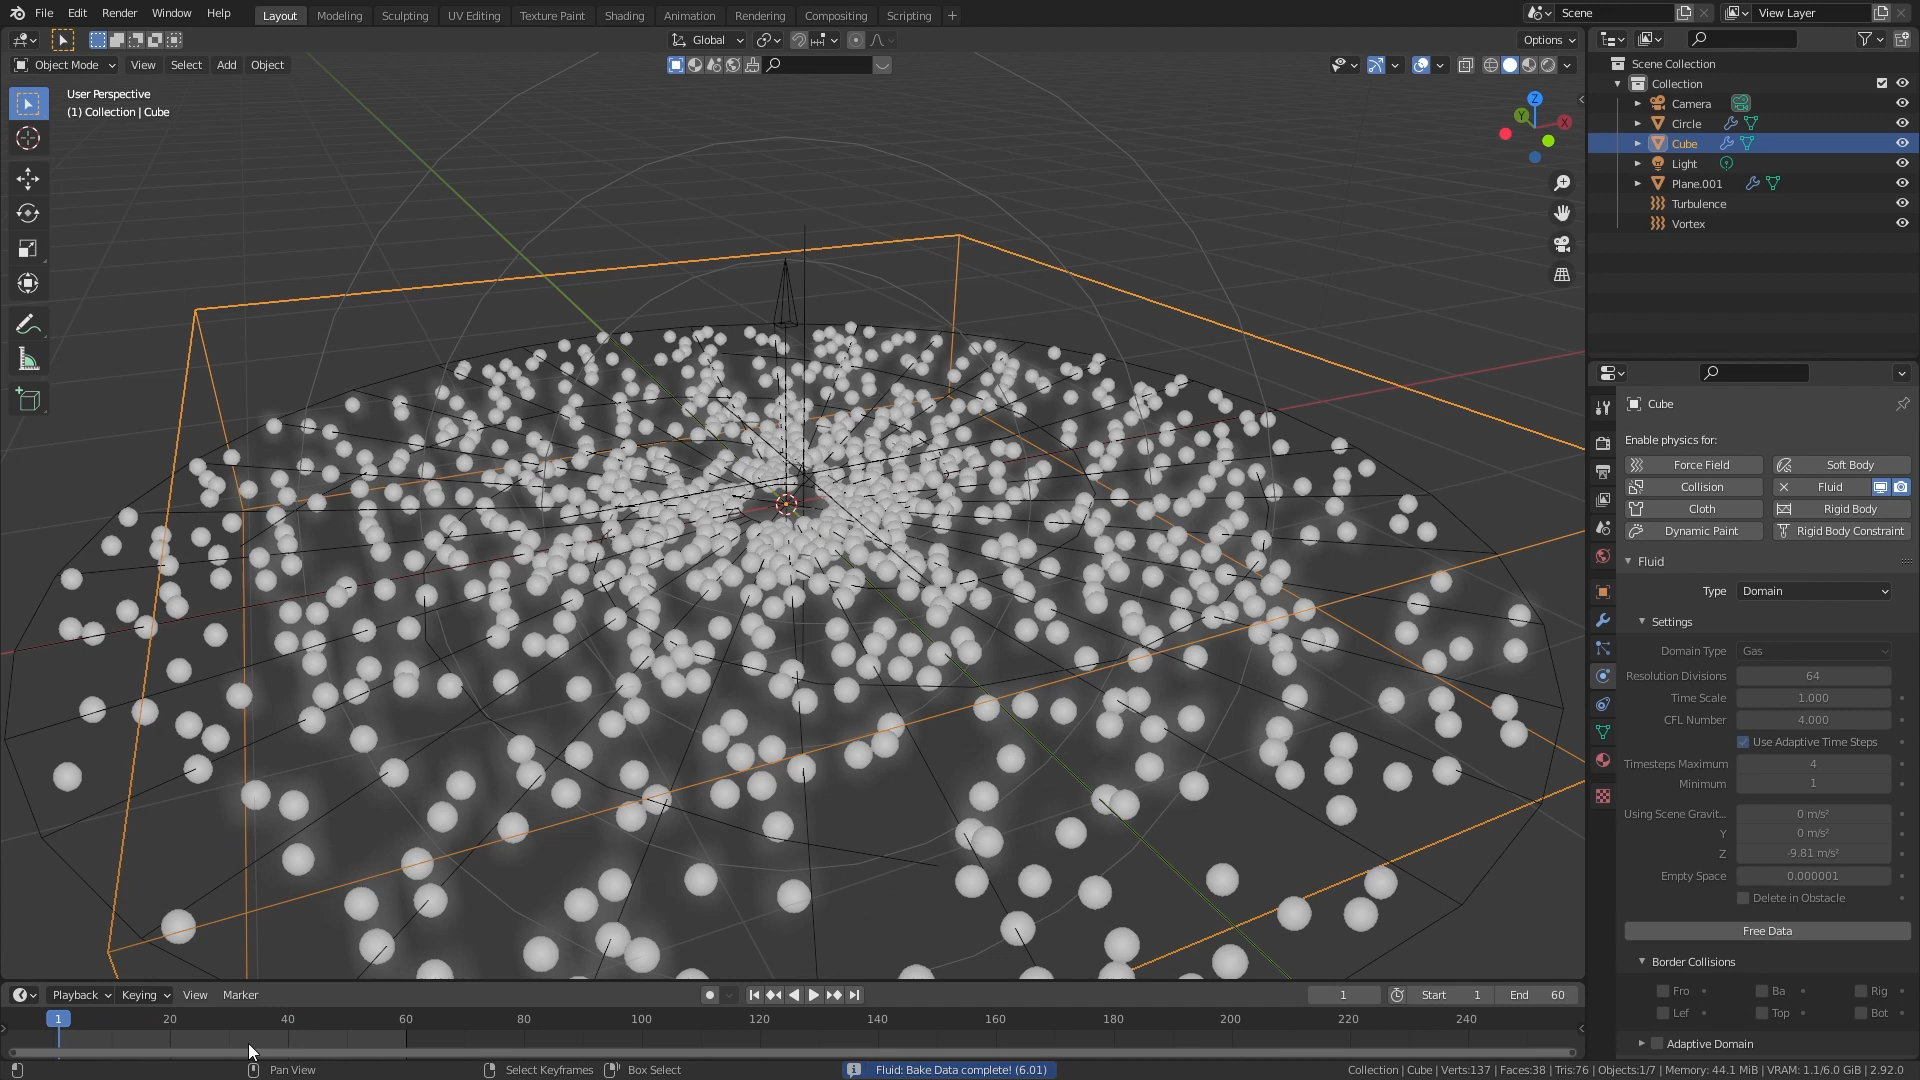 File Edit Render Window Help Layout Modeling Sculpting UV Editing Texture Paint Shading Animation Rendering Compositing Scripting + Scene View Layer
Global Options
Object Mode View Select Add Object
User Perspective
(1) Collection | Cube
Z
Y
X
Scene Collection
Collection
Camera
Circle
Cube
Light
Plane.001
Turbulence
Vortex
Cube
Enable physics for:
Force Field Soft Body
Collision Fluid
Cloth Rigid Body
Dynamic Paint Rigid Body Constraint
Fluid
Type Domain
Settings
Domain Type Gas
Resolution Divisions 64
Time Scale 1.000
CFL Number 4.000
Use Adaptive Time Steps
Timesteps Maximum 4
Minimum 1
Using Scene Gravit... 0 m/s²
Y 0 m/s²
Z -9.81 m/s²
Empty Space 0.000001
Delete in Obstacle
Free Data
Border Collisions
Fro Ba Rig
Lef Top Bot
Adaptive Domain
Playback Keying View Marker 1 Start 1 End 60
1 20 40 60 80 100 120 140 160 180 200 220 240
Pan View Select Keyframes Box Select Fluid: Bake Data complete! (6.01) Collection | Cube | Verts:137 | Faces:38 | Tris:76 | Objects:1/7 | Memory: 44.1 MiB | VRAM: 1.1/6.0 GiB | 2.92.0